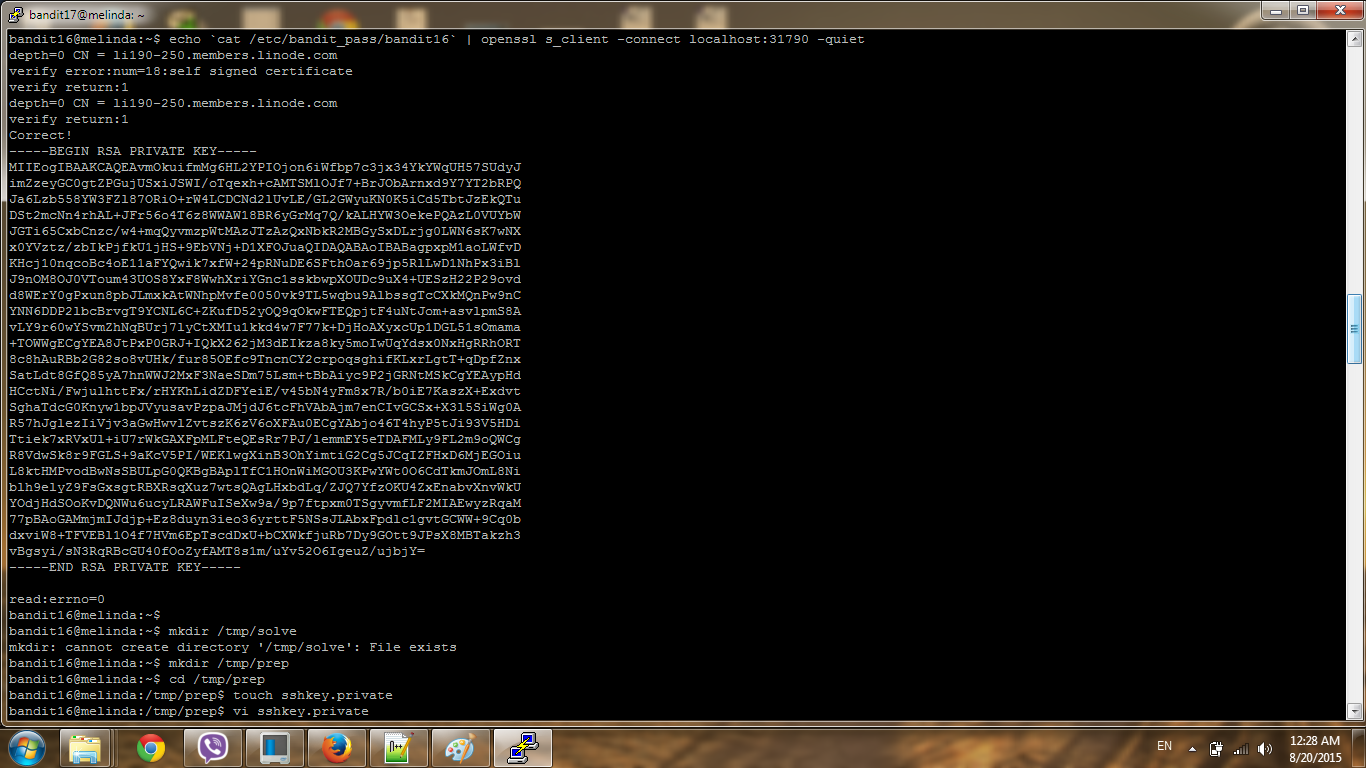 bandit17@melinda: ~
bandit16@melinda:~$ echo `cat /etc/bandit_pass/bandit16` | openssl s_client -connect localhost:31790 -quiet
depth=0 CN = li190-250.members.linode.com
verify error:num=18:self signed certificate
verify return:1
depth=0 CN = li190-250.members.linode.com
verify return:1
Correct!
-----BEGIN RSA PRIVATE KEY-----
MIIEogIBAAKCAQEAvmOkuifmMg6HL2YPIOjon6iWfbp7c3jx34YkYWqUH57SUdyJ
imZzeyGC0gtZPGujUSxiJSWI/oTqexh+cAMTSMlOJf7+BrJObArnxd9Y7YT2bRPQ
Ja6Lzb558YW3FZl87ORiO+rW4LCDCNd2lUvLE/GL2GWyuKN0K5iCd5TbtJzEkQTu
DSt2mcNn4rhAL+JFr56o4T6z8WWAW18BR6yGrMq7Q/kALHYW3OekePQAzL0VUYbW
JGTi65CxbCnzc/w4+mqQyvmzpWtMAzJTzAzQxNbkR2MBGySxDLrjg0LWN6sK7wNX
x0YVztz/zbIkPjfkU1jHS+9EbVNj+D1XFOJuaQIDAQABAoIBABagpxpM1aoLWfvD
KHcj10nqcoBc4oE11aFYQwik7xfW+24pRNuDE6SFthOar69jp5RlLwD1NhPx3iBl
J9nOM8OJ0VToum43UOS8YxF8WwhXriYGnc1sskbwpXOUDc9uX4+UESzH22P29ovd
d8WErY0gPxun8pbJLmxkAtWNhpMvfe0050vk9TL5wqbu9AlbssgTcCXkMQnPw9nC
YNN6DDP2lbcBrvgT9YCNL6C+ZKufD52yOQ9qOkwFTEQpjtF4uNtJom+asvlpmS8A
vLY9r60wYSvmZhNqBUrj7lyCtXMIu1kkd4w7F77k+DjHoAXyxcUp1DGL51sOmama
+TOWWgECgYEA8JtPxP0GRJ+IQkX262jM3dEIkza8ky5moIwUqYdsx0NxHgRRhORT
8c8hAuRBb2G82so8vUHk/fur85OEfc9TncnCY2crpoqsghifKLxrLgtT+qDpfZnx
SatLdt8GfQ85yA7hnWWJ2MxF3NaeSDm75Lsm+tBbAiyc9P2jGRNtMSkCgYEAypHd
HCctNi/FwjulhttFx/rHYKhLidZDFYeiE/v45bN4yFm8x7R/b0iE7KaszX+Exdvt
SghaTdcG0Knyw1bpJVyusavPzpaJMjdJ6tcFhVAbAjm7enCIvGCSx+X3l5SiWg0A
R57hJglezIiVjv3aGwHwvlZvtszK6zV6oXFAu0ECgYAbjo46T4hyP5tJi93V5HDi
Ttiek7xRVxUl+iU7rWkGAXFpMLFteQEsRr7PJ/lemmEY5eTDAFMLy9FL2m9oQWCg
R8VdwSk8r9FGLS+9aKcV5PI/WEKlwgXinB3OhYimtiG2Cg5JCqIZFHxD6MjEGOiu
L8ktHMPvodBwNsSBULpG0QKBgBAplTfC1HOnWiMGOU3KPwYWt0O6CdTkmJOmL8Ni
blh9elyZ9FsGxsgtRBXRsqXuz7wtsQAgLHxbdLq/ZJQ7YfzOKU4ZxEnabvXnvWkU
YOdjHdSOoKvDQNWu6ucyLRAWFuISeXw9a/9p7ftpxm0TSgyvmfLF2MIAEwyzRqaM
77pBAoGAMmjmIJdjp+Ez8duyn3ieo36yrttF5NSsJLAbxFpdlc1gvtGCWW+9Cq0b
dxviW8+TFVEBl1O4f7HVm6EpTscdDxU+bCXWkfjuRb7Dy9GOtt9JPsX8MBTakzh3
vBgsyi/sN3RqRBcGU40fOoZyfAMT8s1m/uYv52O6IgeuZ/ujbjY=
-----END RSA PRIVATE KEY-----
read:errno=0
bandit16@melinda:~$
bandit16@melinda:~$ mkdir /tmp/solve
mkdir: cannot create directory '/tmp/solve': File exists
bandit16@melinda:~$ mkdir /tmp/prep
bandit16@melinda:~$ cd /tmp/prep
bandit16@melinda:/tmp/prep$ touch sshkey.private
bandit16@melinda:/tmp/prep$ vi sshkey.private
EN
12:28 AM
8/20/2015